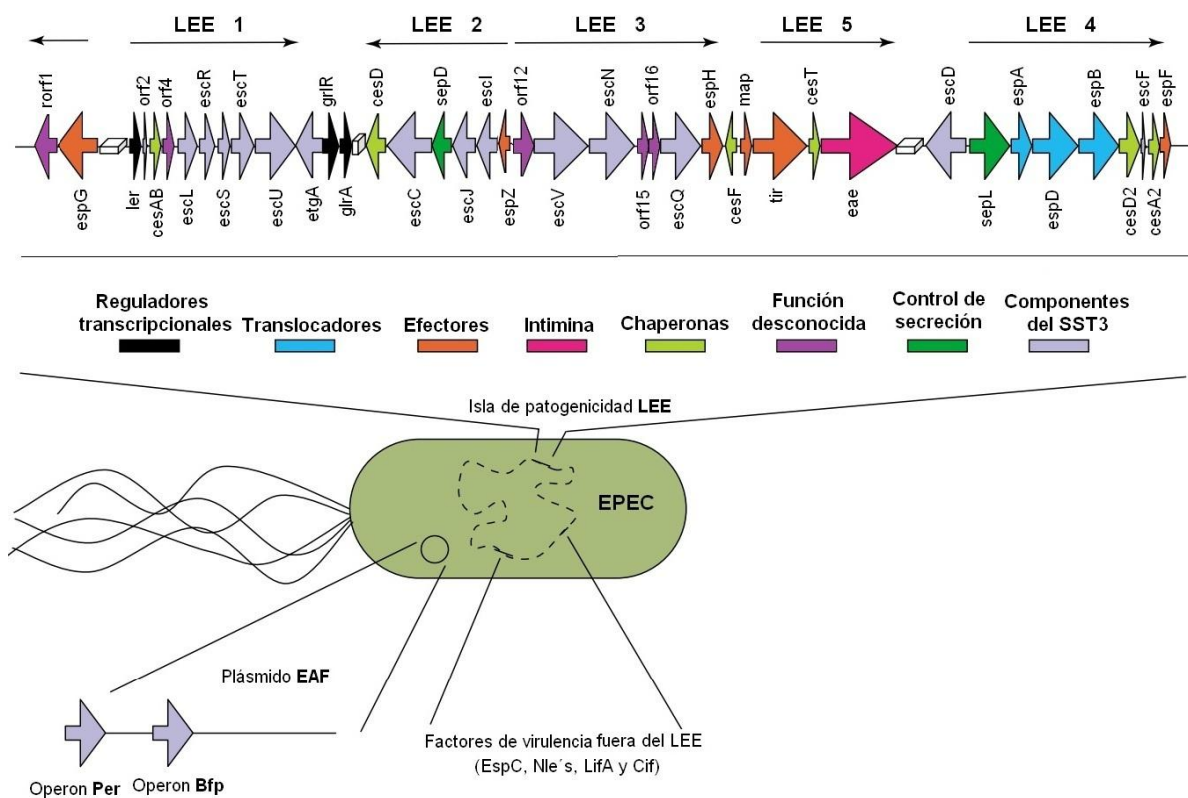 LEE 1
LEE 2
LEE 3
LEE 5
LEE 4
rorf1
orf2
orf4
escR
escT
grlR
cesD
sepD
escI
orf12
escN
orf16
espH
map
cesT
escD
espA
espB
escF
espF
espG
ler
cesAB
escL
escS
escU
etgA
glrA
escC
escJ
espZ
escV
orf15
escQ
cesF
tir
eae
sepL
espD
cesD2
cesA2
Reguladores
transcripcionales
Translocadores
Efectores
Intimina
Chaperonas
Función
desconocida
Control de
secreción
Componentes
del SST3
Isla de patogenicidad LEE
EPEC
Plásmido EAF
Factores de virulencia fuera del LEE
(EspC, Nle´s, LifA y Cif)
Operon Per
Operon Bfp